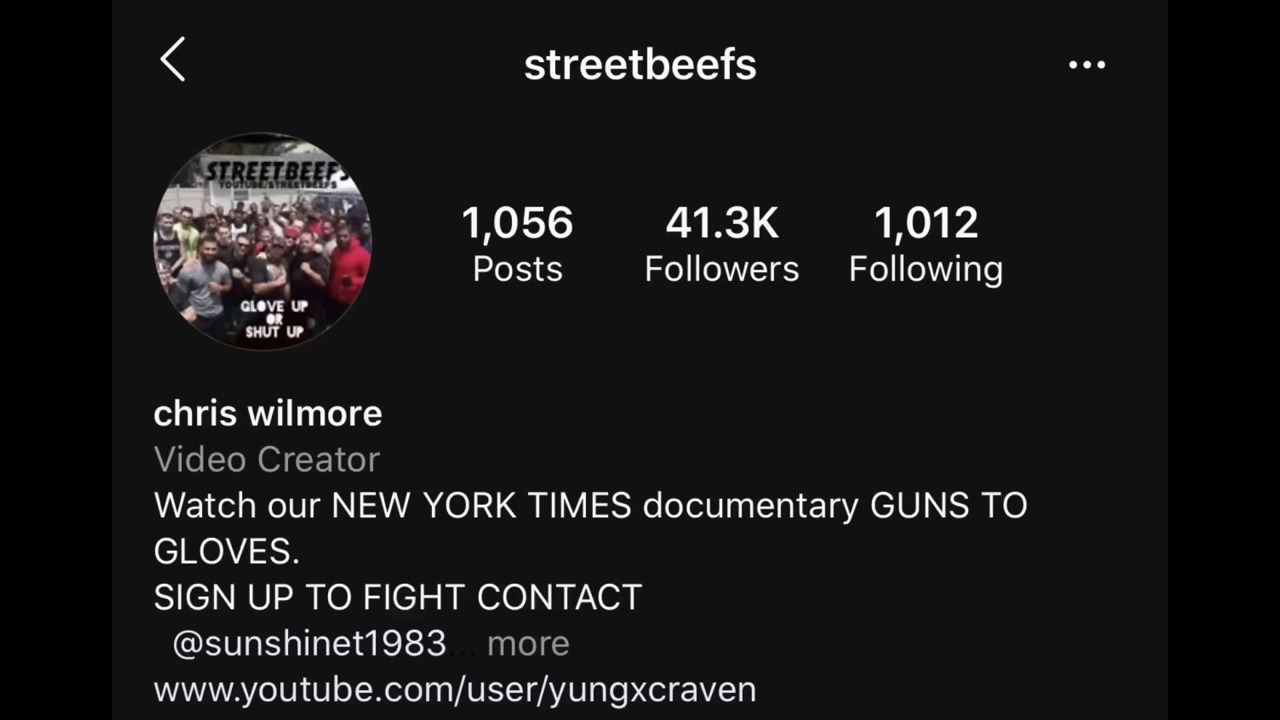 streetbeefs
STREETBEEFS
YOUTUBE/STREETBEEFS
GLOVE UP
OR
SHUT UP
1,056 41.3K 1,012
Posts Followers Following
chris wilmore
Video Creator
Watch our NEW YORK TIMES documentary GUNS TO
GLOVES.
SIGN UP TO FIGHT CONTACT
@sunshinet1983... more
www.youtube.com/user/yungxcraven